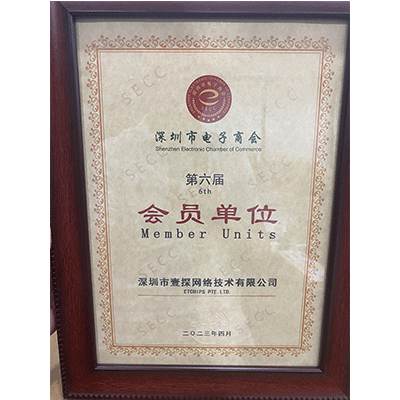 SECC
深圳市电子商会
Shenzhen Electronic Chamber of Commerce
第六届
6th
会员单位
Member Units
深圳市壹探网络技术有限公司
ETCHIPS PTE.LTD.
二〇二三年四月